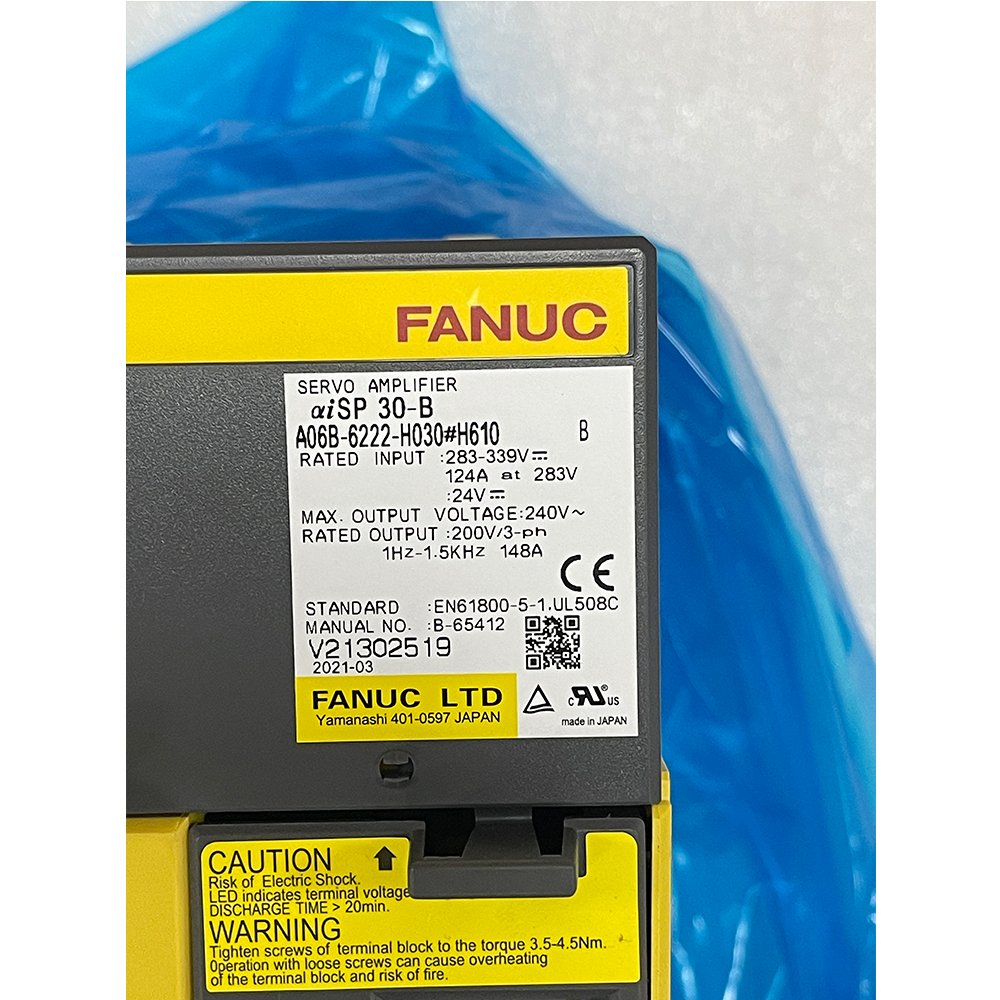 FANUC
SERVO AMPLIFIER
αiSP 30-B
A06B-6222-H030#H610 B
RATED INPUT :283-339V⎓
124A at 283V
:24V⎓
MAX. OUTPUT VOLTAGE:240V~
RATED OUTPUT :200V/3-ph
1Hz-1.5KHz 148A
CE
STANDARD :EN61800-5-1,UL508C
MANUAL NO. :B-65412
V21302519
2021-03
FANUC LTD
Yamanashi 401-0597 JAPAN
c RU us
made in JAPAN
CAUTION
Risk of Electric Shock.
LED indicates terminal voltage
DISCHARGE TIME > 20min.
WARNING
Tighten screws of terminal block to the torque 3.5-4.5Nm.
Operation with loose screws can cause overheating
of the terminal block and risk of fire.